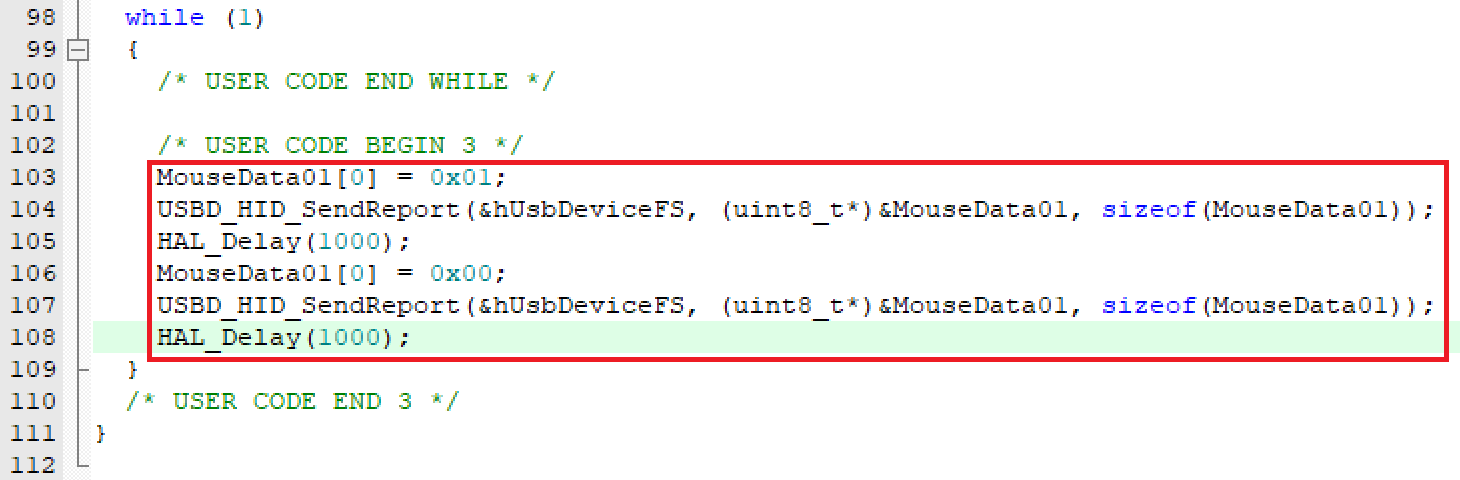 98 while (1)
99 {
100 /* USER CODE END WHILE */
101
102 /* USER CODE BEGIN 3 */
103 MouseData01[0] = 0x01;
104 USBD_HID_SendReport(&hUsbDeviceFS, (uint8_t*)&MouseData01, sizeof(MouseData01));
105 HAL_Delay(1000);
106 MouseData01[0] = 0x00;
107 USBD_HID_SendReport(&hUsbDeviceFS, (uint8_t*)&MouseData01, sizeof(MouseData01));
108 HAL_Delay(1000);
109 }
110 /* USER CODE END 3 */
111 }
112